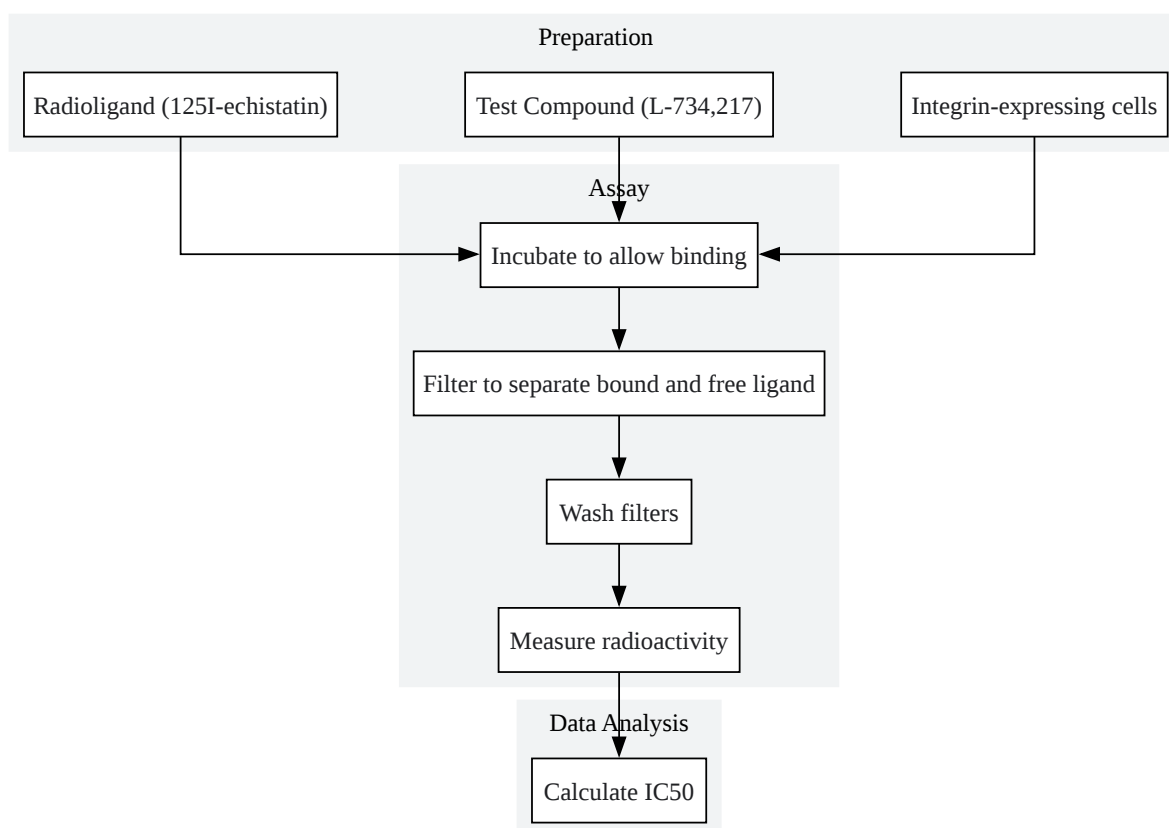 Preparation
Radioligand (125I-echistatin)
Test Compound (L-734,217)
Integrin-expressing cells
Assay
Incubate to allow binding
Filter to separate bound and free ligand
Wash filters
Measure radioactivity
Data Analysis
Calculate IC50